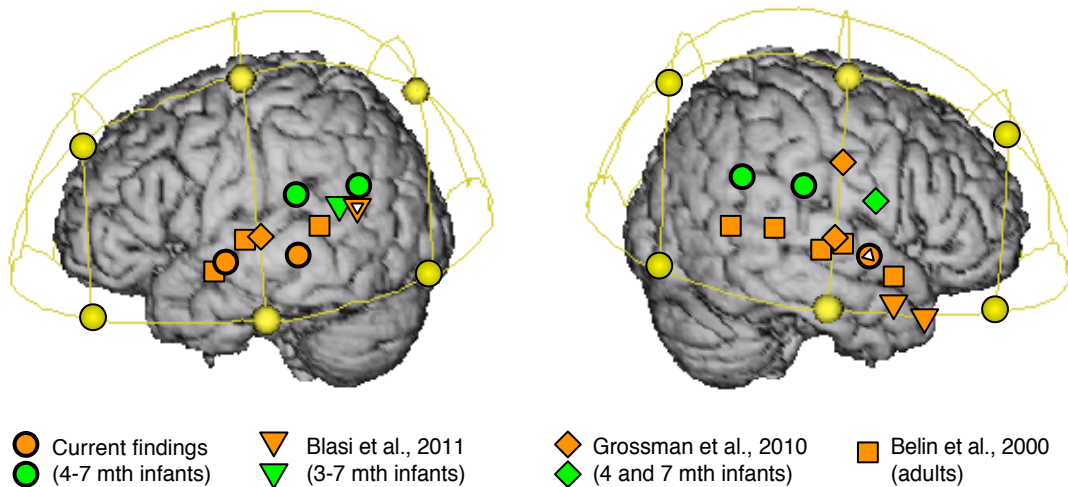 Current findings
(4-7 mth infants)
Blasi et al., 2011
(3-7 mth infants)
Grossman et al., 2010
(4 and 7 mth infants)
Belin et al., 2000
(adults)